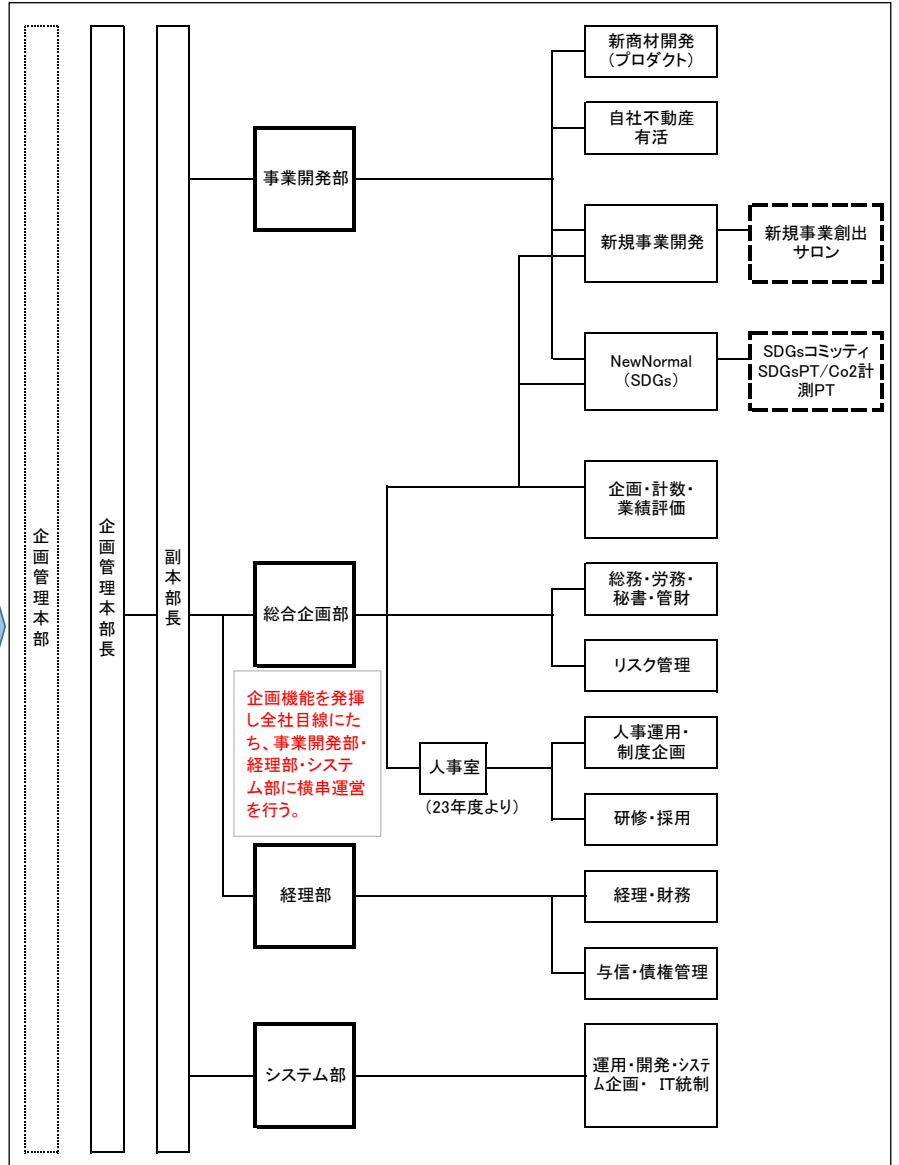 企画管理本部
企画管理本部長
副本部長
事業開発部
新商材開発
(プロダクト)
自社不動産
有活
新規事業開発
新規事業創出
サロン
NewNormal
(SDGs)
SDGsコミッティ
SDGsPT/Co2計
測PT
総合企画部
企画機能を発揮
し全社目線にた
ち、事業開発部・
経理部・システ
ム部に横串運営
を行う。
企画・計数・
業績評価
総務・労務・
秘書・管財
リスク管理
人事室
(23年度より)
人事運用・
制度企画
研修・採用
経理部
経理・財務
与信・債権管理
システム部
運用・開発・システ
ム企画・ IT統制